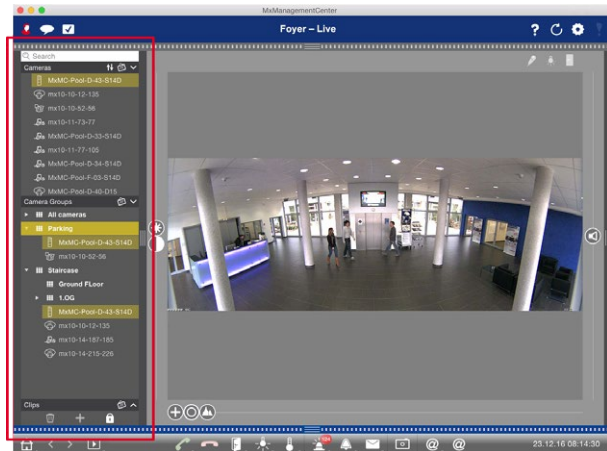 MxManagementCenter
Foyer – Live
Search
Cameras
MxMC-Pool-D-43-S14D
mx10-10-12-135
mx10-10-52-56
mx10-11-73-77
MxMC-Pool-D-33-S14D
mx10-11-77-105
MxMC-Pool-D-34-S14D
MxMC-Pool-F-03-S14D
MxMC-Pool-D-40-D15
Camera Groups
All cameras
Parking
MxMC-Pool-D-43-S14D
mx10-10-52-56
Staircase
Ground FLoor
1.OG
MxMC-Pool-D-43-S14D
mx10-10-12-135
mx10-14-187-185
mx10-14-215-226
Clips
23.12.16 08:14:30